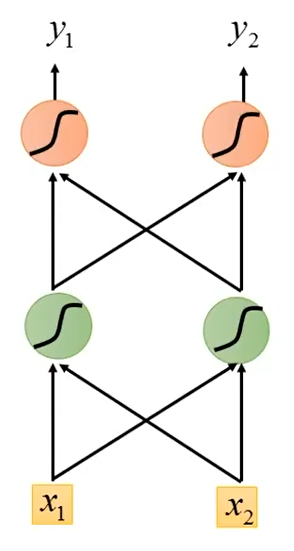 y₁ y₂
x₁ x₂